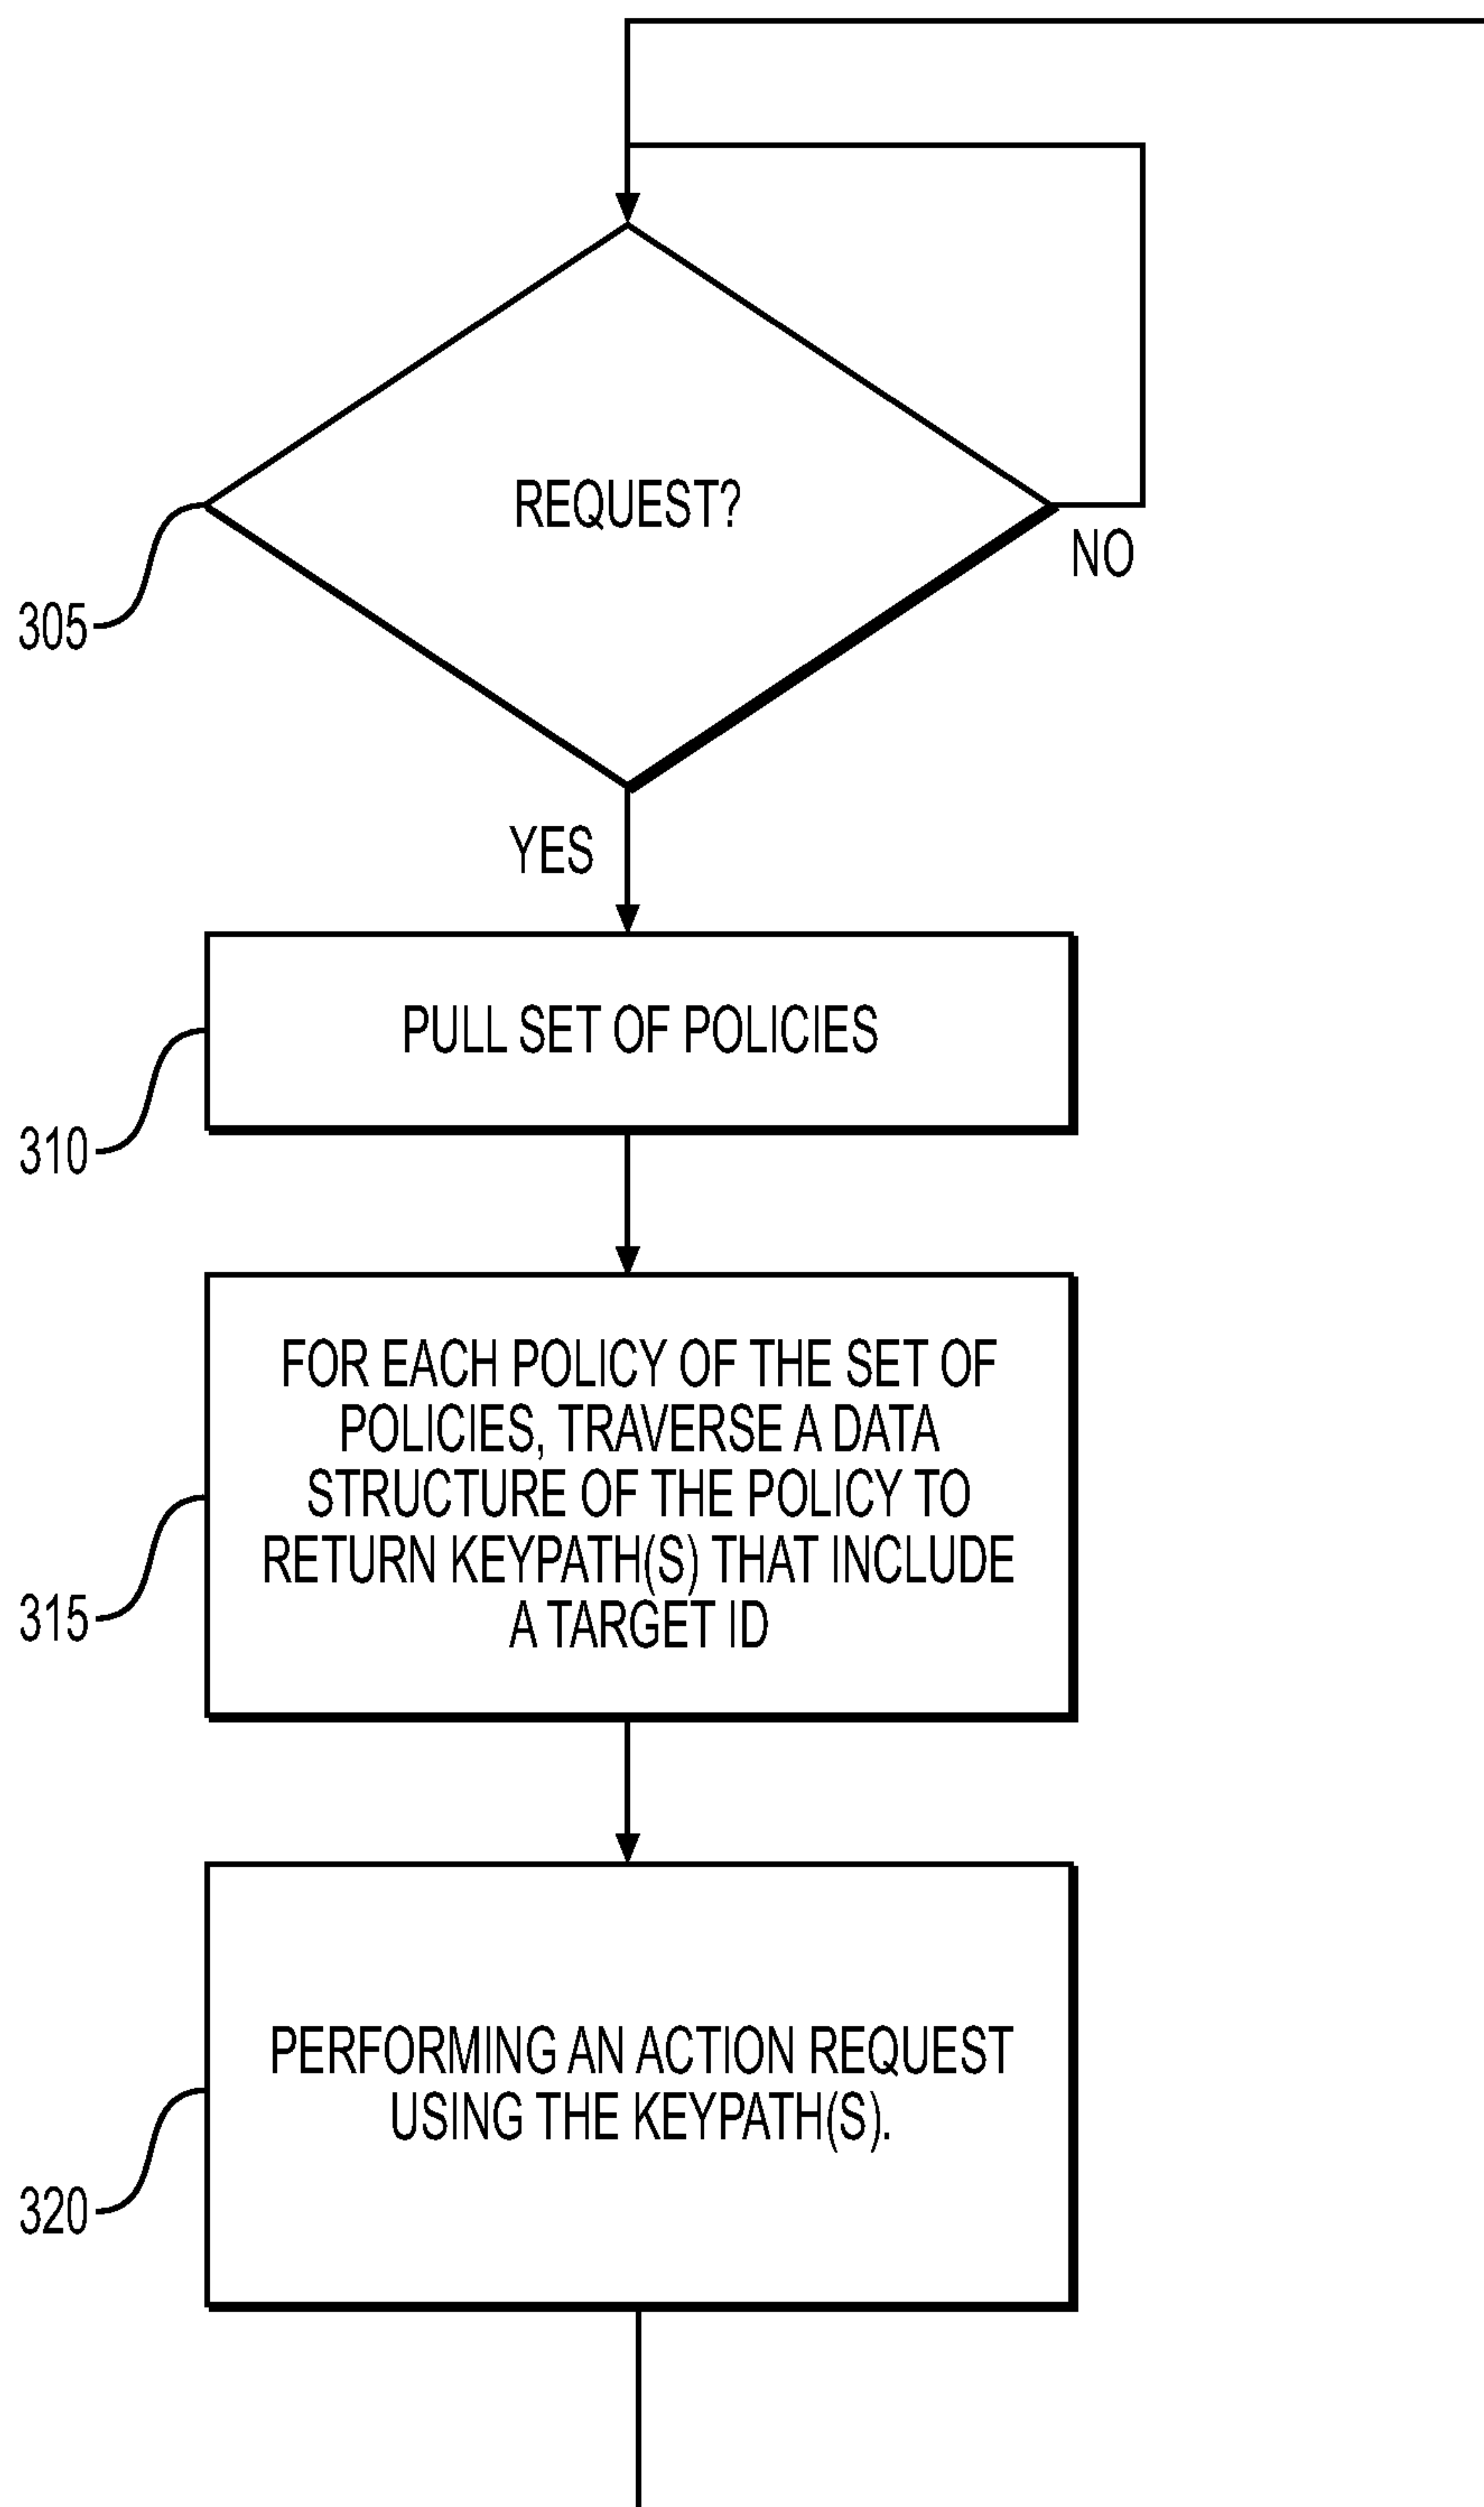 REQUEST?
NO
305
YES
PULL SET OF POLICIES
310
FOR EACH POLICY OF THE SET OF
POLICIES, TRAVERSE A DATA
STRUCTURE OF THE POLICY TO
RETURN KEYPATH(S) THAT INCLUDE
A TARGET ID
315
PERFORMING AN ACTION REQUEST
USING THE KEYPATH(S).
320